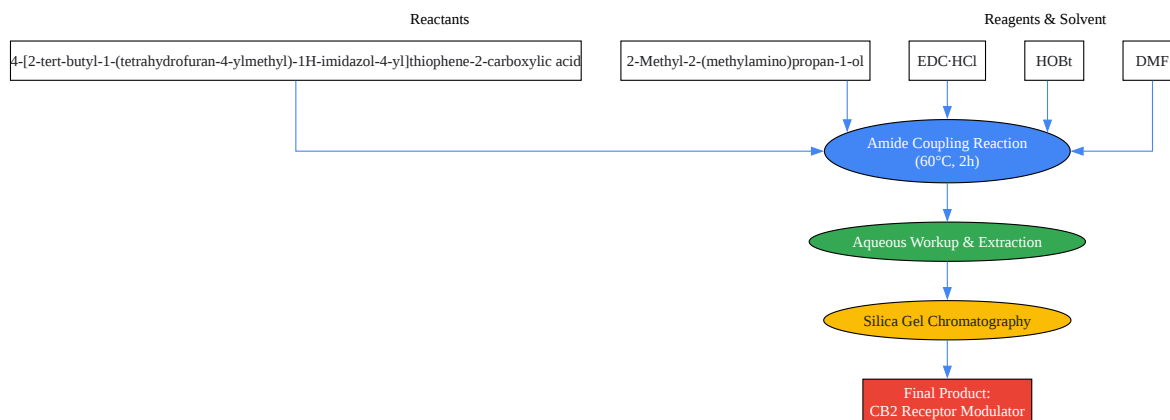 Reactants
Reagents & Solvent
4-[2-tert-butyl-1-(tetrahydrofuran-4-ylmethyl)-1H-imidazol-4-yl]thiophene-2-carboxylic acid
2-Methyl-2-(methylamino)propan-1-ol
EDC·HCl
HOBt
DMF
Amide Coupling Reaction
(60°C, 2h)
Aqueous Workup & Extraction
Silica Gel Chromatography
Final Product:
CB2 Receptor Modulator